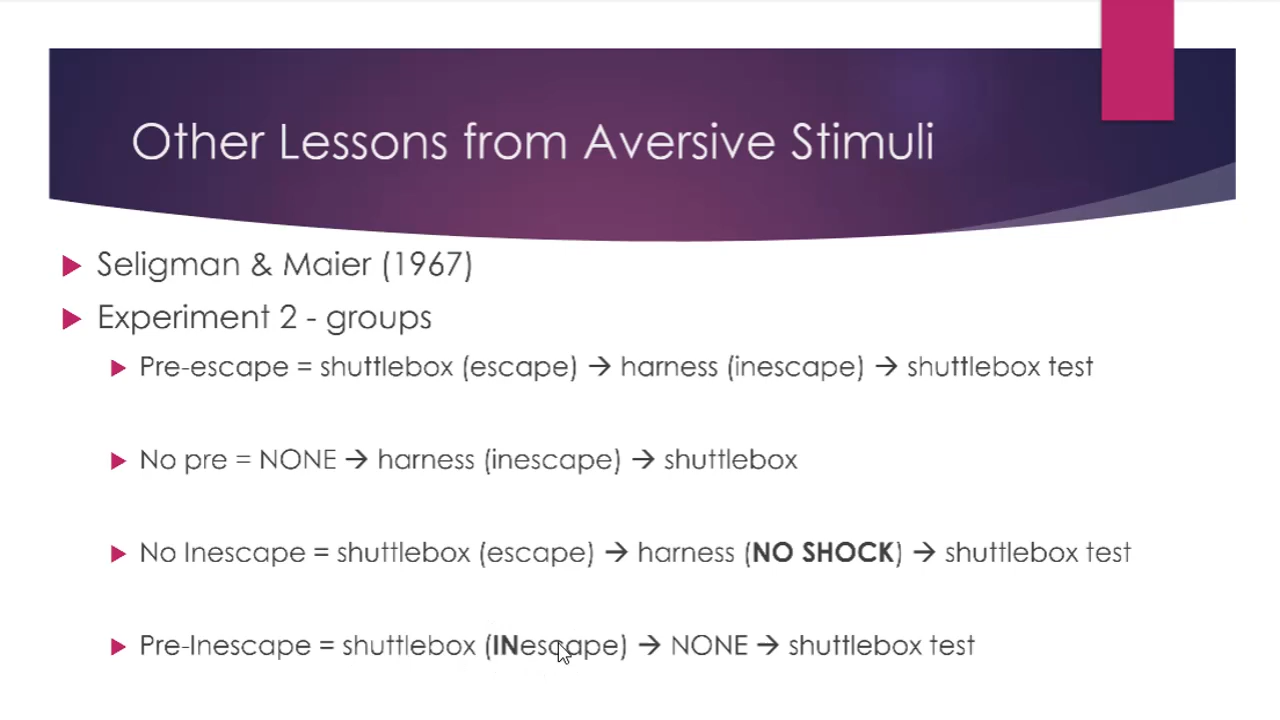 Other Lessons from Aversive Stimuli
Seligman & Maier (1967)
Experiment 2 - groups
Pre-escape = shuttlebox (escape) → harness (inescape) → shuttlebox test
No pre = NONE → harness (inescape) → shuttlebox
No Inescape = shuttlebox (escape) → harness (NO SHOCK) → shuttlebox test
Pre-Inescape = shuttlebox (INescape) → NONE → shuttlebox test